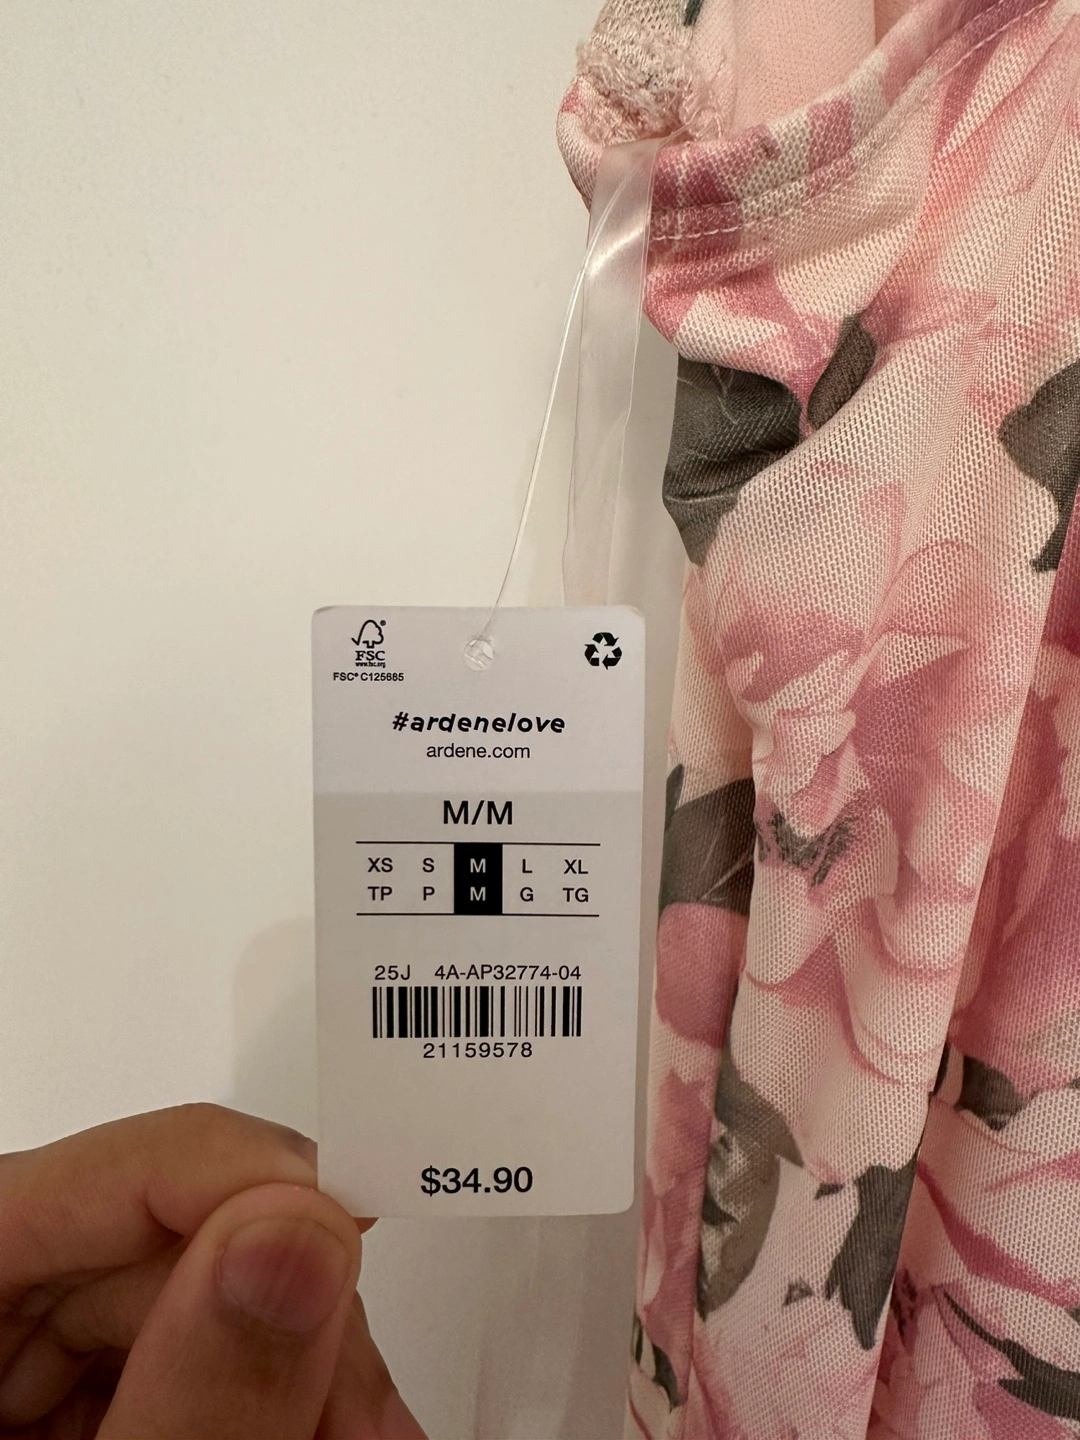 FSC®
www.fsc.org
FSC® C125685
#ardenelove
ardene.com
M/M
XS S M L XL
TP P M G TG
25J 4A-AP32774-04
21159578
$34.90